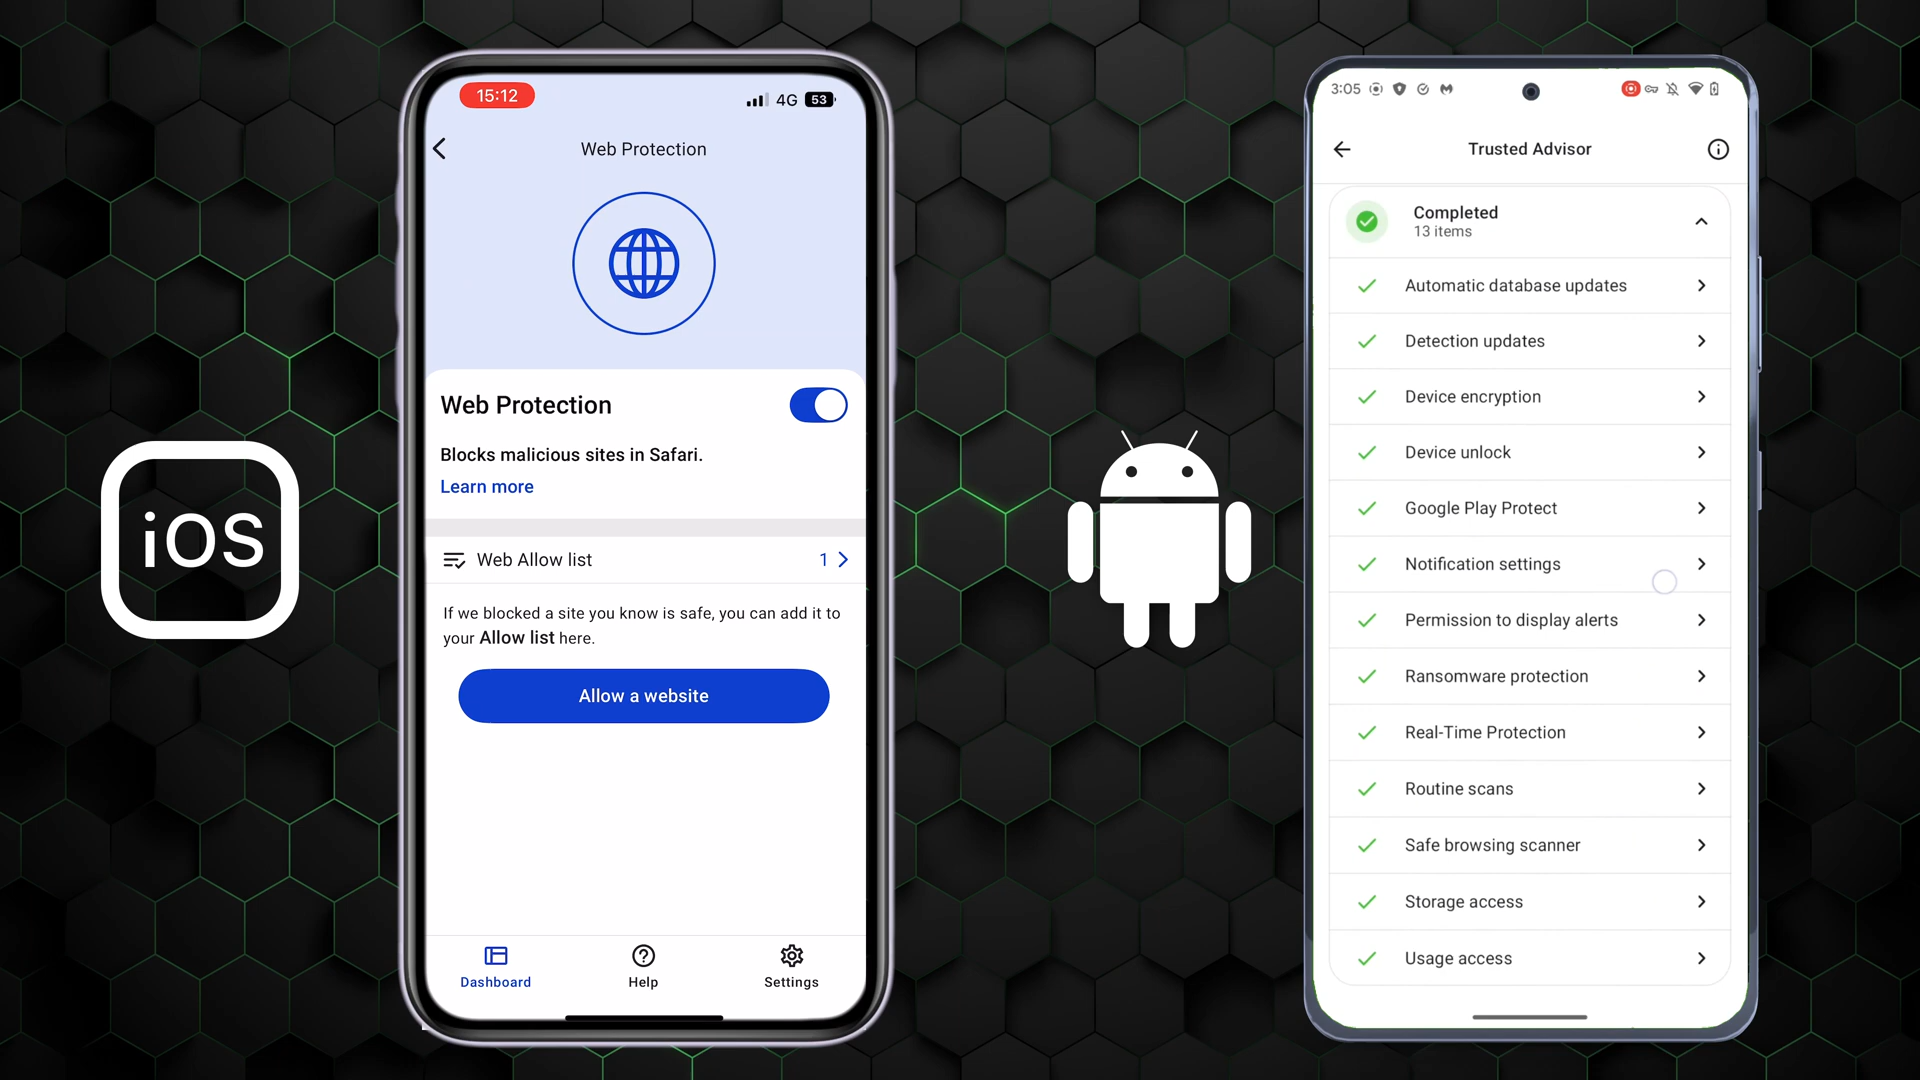 iOS
15:12
4G 53
Web Protection
Web Protection
Blocks malicious sites in Safari.
Learn more
Web Allow list 1
If we blocked a site you know is safe, you can add it to
your Allow list here.
Allow a website
Dashboard Help Settings
3:05
Trusted Advisor
Completed
13 items
Automatic database updates
Detection updates
Device encryption
Device unlock
Google Play Protect
Notification settings
Permission to display alerts
Ransomware protection
Real-Time Protection
Routine scans
Safe browsing scanner
Storage access
Usage access